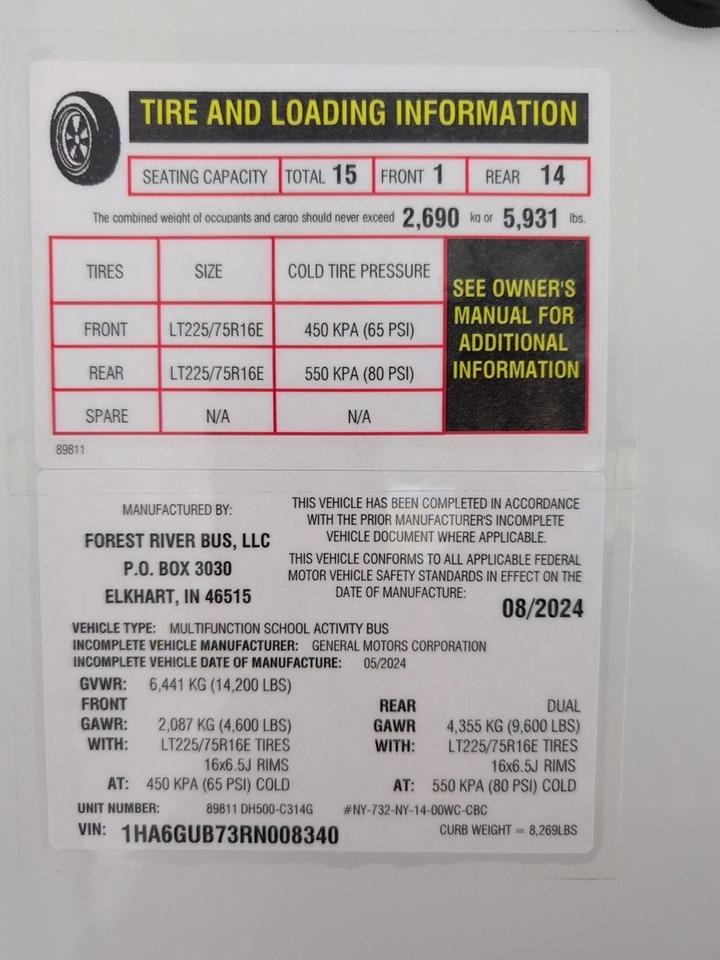 TIRE AND LOADING INFORMATION
SEATING CAPACITY TOTAL 15 FRONT 1 REAR 14
The combined weight of occupants and cargo should never exceed 2,690 kg or 5,931 lbs.
TIRES SIZE COLD TIRE PRESSURE
FRONT LT225/75R16E 450 KPA (65 PSI)
REAR LT225/75R16E 550 KPA (80 PSI)
SPARE N/A N/A
SEE OWNER'S
MANUAL FOR
ADDITIONAL
INFORMATION
89811
MANUFACTURED BY:
FOREST RIVER BUS, LLC
P.O. BOX 3030
ELKHART, IN 46515
THIS VEHICLE HAS BEEN COMPLETED IN ACCORDANCE
WITH THE PRIOR MANUFACTURER'S INCOMPLETE
VEHICLE DOCUMENT WHERE APPLICABLE.
THIS VEHICLE CONFORMS TO ALL APPLICABLE FEDERAL
MOTOR VEHICLE SAFETY STANDARDS IN EFFECT ON THE
DATE OF MANUFACTURE:
08/2024
VEHICLE TYPE: MULTIFUNCTION SCHOOL ACTIVITY BUS
INCOMPLETE VEHICLE MANUFACTURER: GENERAL MOTORS CORPORATION
INCOMPLETE VEHICLE DATE OF MANUFACTURE: 05/2024
GVWR: 6,441 KG (14,200 LBS)
FRONT REAR DUAL
GAWR: 2,087 KG (4,600 LBS) GAWR 4,355 KG (9,600 LBS)
WITH: LT225/75R16E TIRES WITH: LT225/75R16E TIRES
16x6.5J RIMS 16x6.5J RIMS
AT: 450 KPA (65 PSI) COLD AT: 550 KPA (80 PSI) COLD
UNIT NUMBER: 89811 DH500-C314G #NY-732-NY-14-00WC-CBC
VIN: 1HA6GUB73RN008340 CURB WEIGHT = 8,269LBS